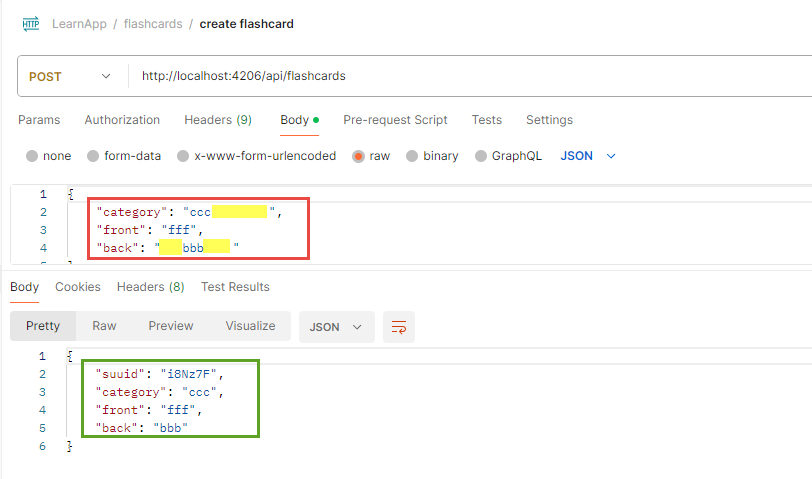 HTTP LearnApp / flashcards / create flashcard
POST http://localhost:4206/api/flashcards
Params Authorization Headers (9) Body Pre-request Script Tests Settings
none form-data x-www-form-urlencoded raw binary GraphQL JSON
1 {
2 "category": "ccc          ",
3 "front": "fff",
4 "back": "    bbb     "
Body Cookies Headers (8) Test Results
Pretty Raw Preview Visualize JSON
1 {
2 "suuid": "i8Nz7F",
3 "category": "ccc",
4 "front": "fff",
5 "back": "bbb"
6 }